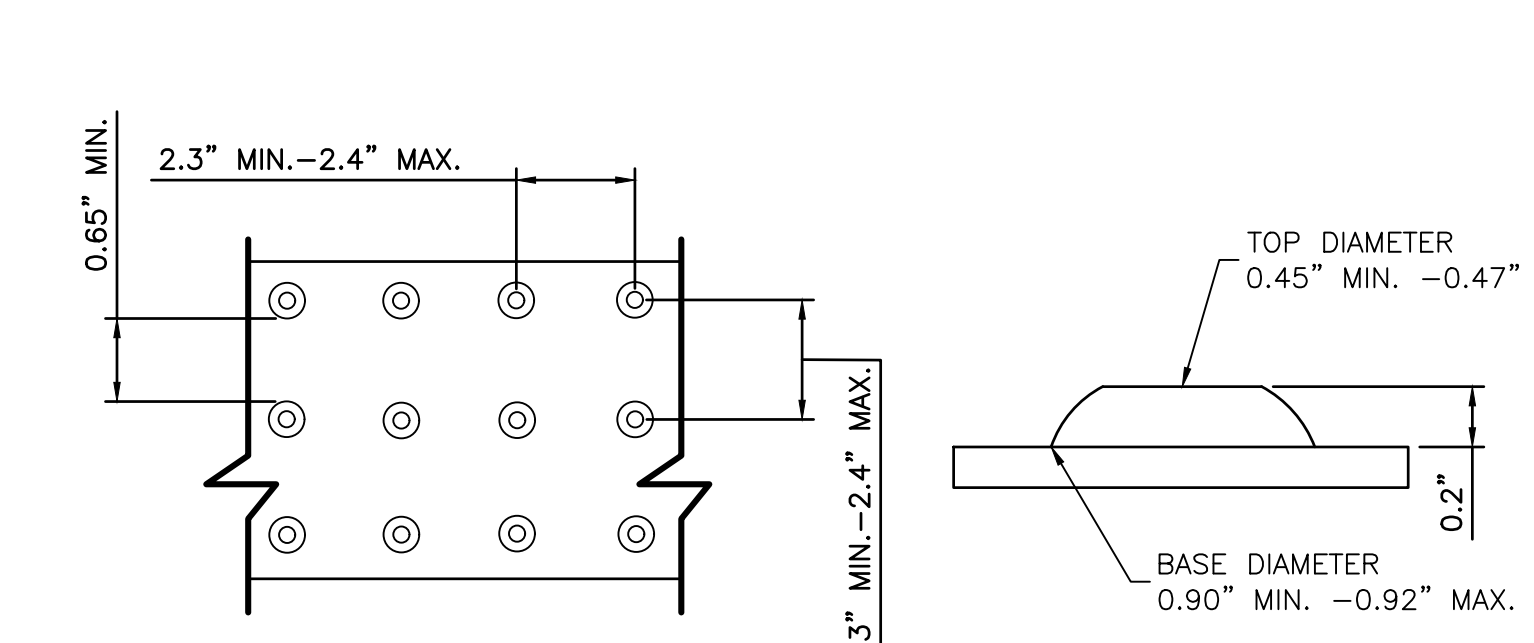 0.65” MIN.
2.3” MIN.–2.4” MAX.
3” MIN.–2.4” MAX.
TOP DIAMETER
0.45” MIN. –0.47”
0.2”
BASE DIAMETER
0.90” MIN. –0.92” MAX.